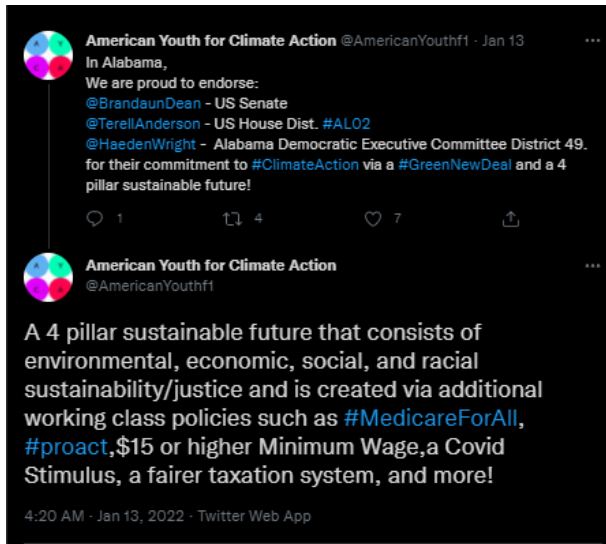 American Youth for Climate Action @AmericanYouthf1 · Jan 13
In Alabama,
We are proud to endorse:
@BrandaunDean - US Senate
@TerellAnderson - US House Dist. #AL02
@HaedenWright - Alabama Democratic Executive Committee District 49.
for their commitment to #ClimateAction via a #GreenNewDeal and a 4
pillar sustainable future!
1 4 7
American Youth for Climate Action
@AmericanYouthf1
A 4 pillar sustainable future that consists of
environmental, economic, social, and racial
sustainability/justice and is created via additional
working class policies such as #MedicareForAll,
#proact,$15 or higher Minimum Wage,a Covid
Stimulus, a fairer taxation system, and more!
4:20 AM · Jan 13, 2022 · Twitter Web App